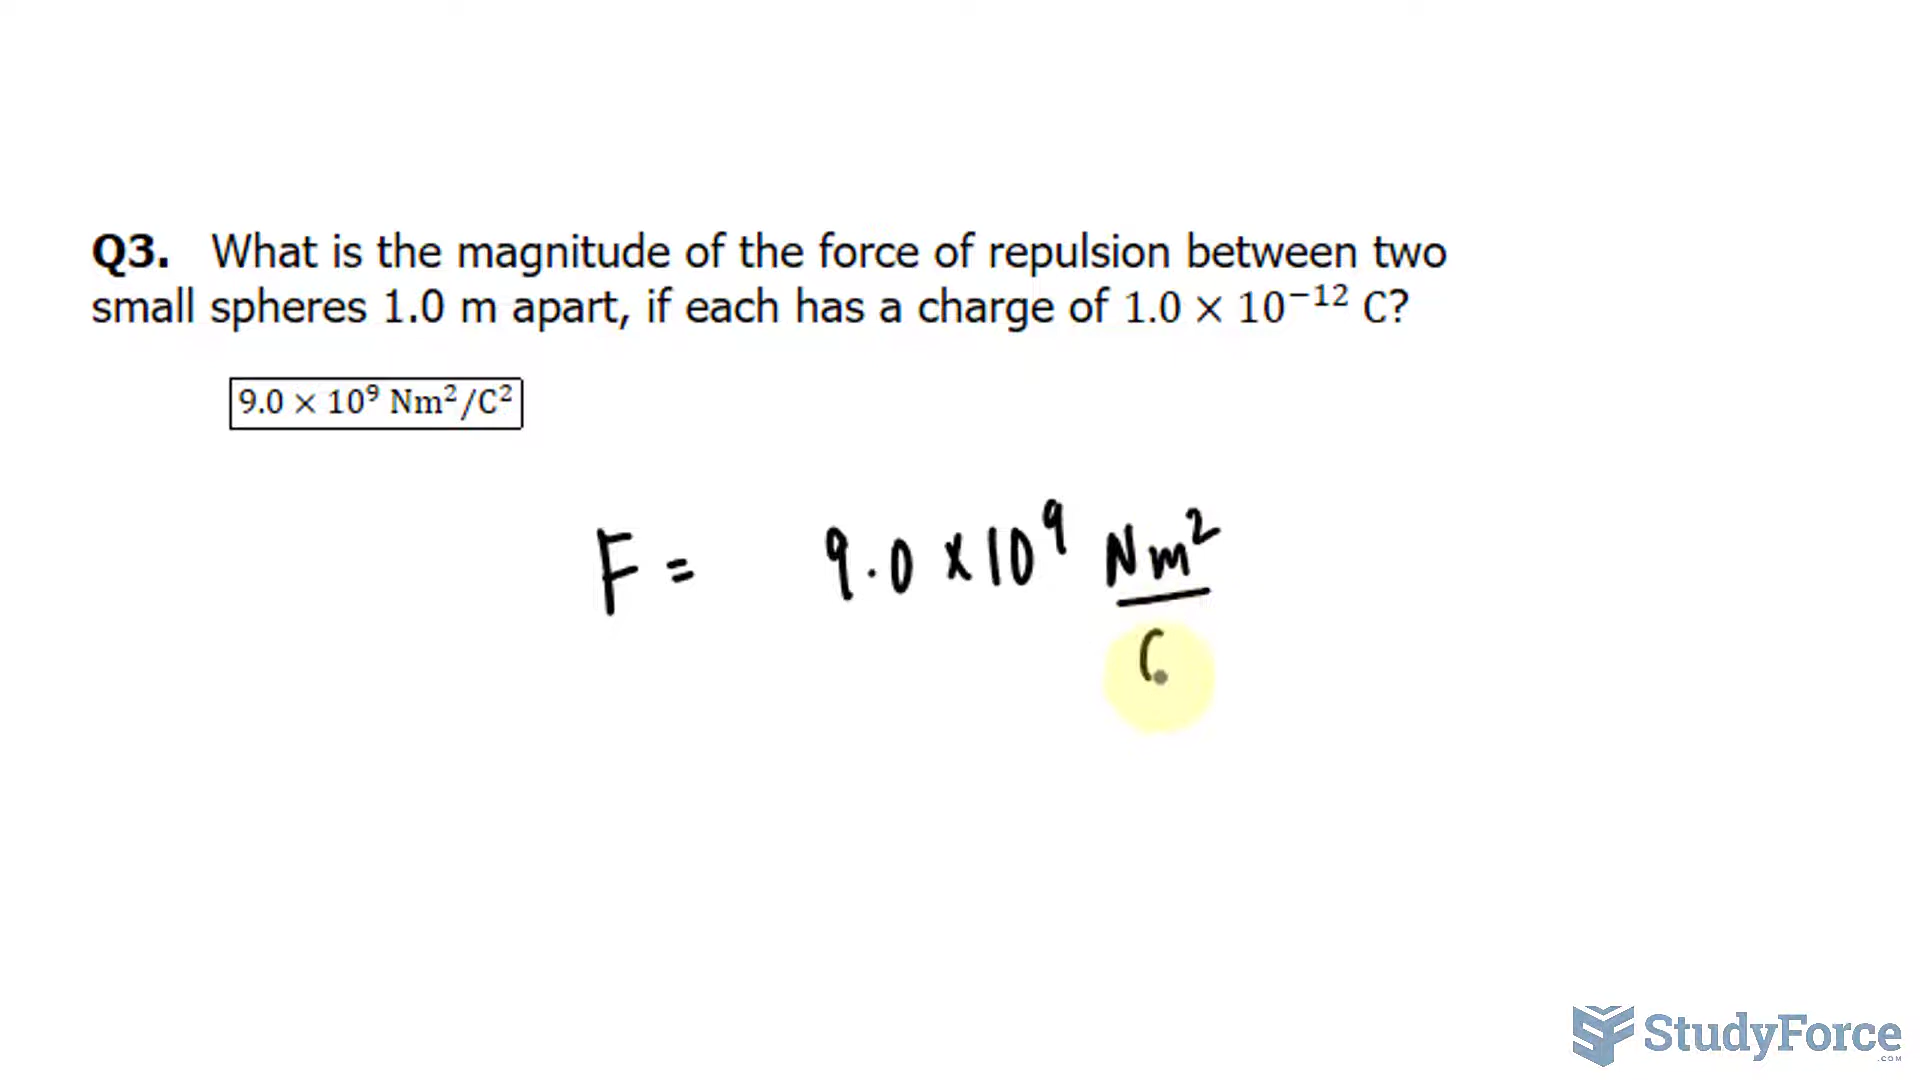 Q3. What is the magnitude of the force of repulsion between two
small spheres 1.0 m apart, if each has a charge of 1.0 × 10⁻¹² C?
9.0 × 10⁹ Nm²/C²
F = 9.0 × 10⁹ Nm²
C
StudyForce
.COM